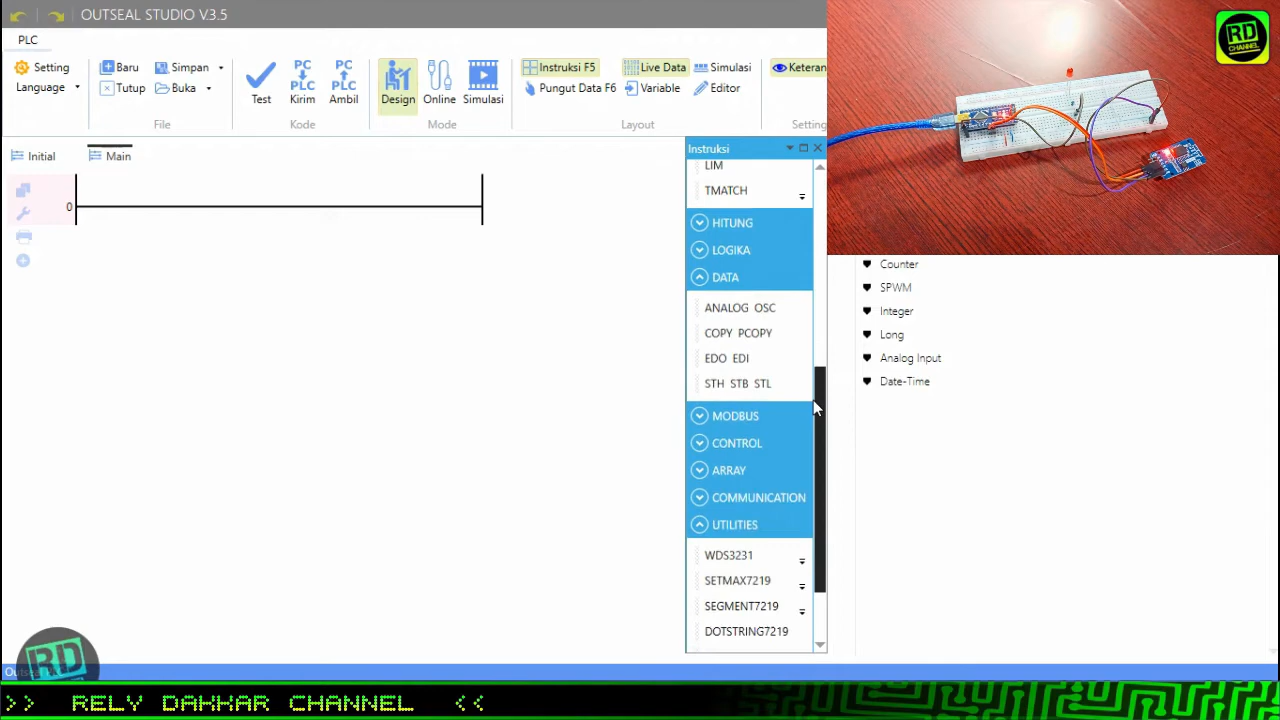 OUTSEAL STUDIO V.3.5
PLC
Setting
Language
Baru
Simpan
Tutup
Buka
File
Test
PC PLC Kirim
PC PLC Ambil
Kode
Design
Online
Simulasi
Mode
Instruksi F5
Pungut Data F6
Live Data
Simulasi
Variable
Editor
Layout
Keteran
Setting
Initial
Main
0
Instruksi
LIM
TMATCH
HITUNG
LOGIKA
DATA
ANALOG OSC
COPY PCOPY
EDO EDI
STH STB STL
MODBUS
CONTROL
ARRAY
COMMUNICATION
UTILITIES
WDS3231
SETMAX7219
SEGMENT7219
DOTSTRING7219
RD
CHANNEL
Counter
SPWM
Integer
Long
Analog Input
Date-Time
RD
>> RELY DAKKAR CHANNEL <<